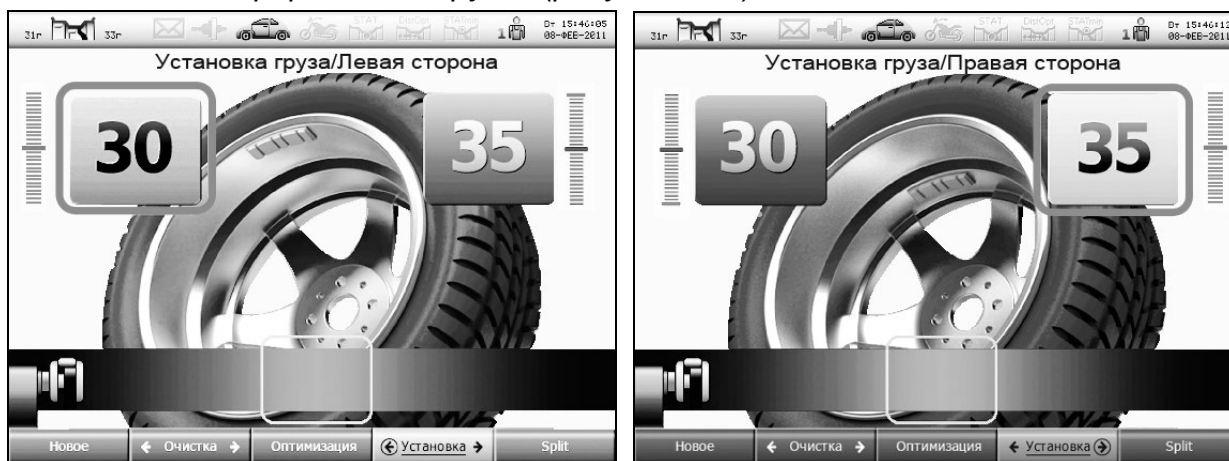 31г 33г STAT DistOpt STATmin 1 Вт 15:46:05 08-ФЕВ-2011
Установка груза/Левая сторона
30 35
Новое Очистка Оптимизация Установка Split
31г 33г STAT DistOpt STATmin 1 Вт 15:46:12 08-ФЕВ-2011
Установка груза/Правая сторона
30 35
Новое Очистка Оптимизация Установка Split